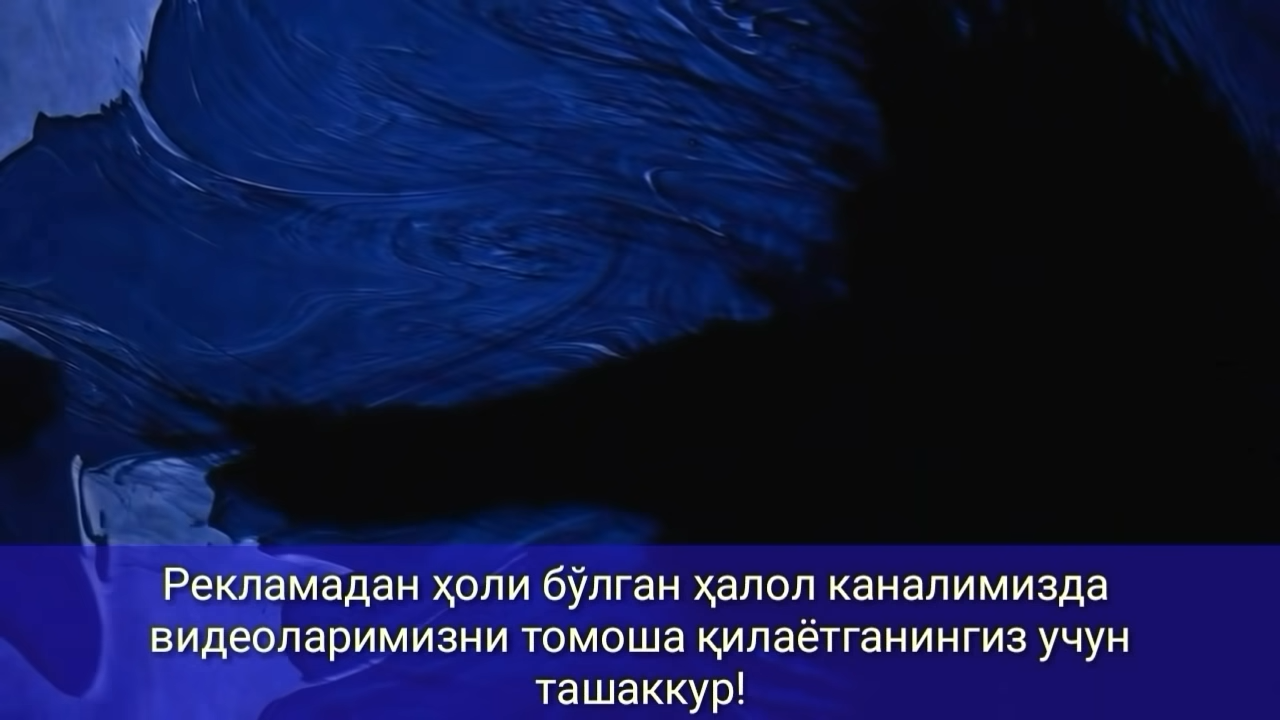 Рекламадан ҳоли бўлган ҳалол каналимизда
видеоларимизни томоша қилаётганингиз учун
ташаккур!